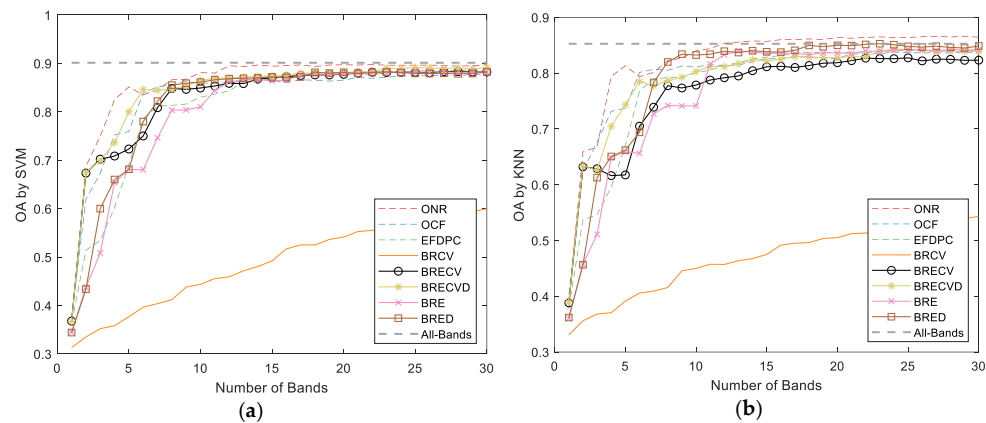 1
0.9
0.8
0.7
0.6
0.5
0.4
0.3
OA by SVM
0
5
10
15
20
25
30
Number of Bands
ONR
OCF
EFDPC
BRCV
BRECV
BRECVD
BRE
BRED
All-Bands
(a)
0.9
0.8
0.7
0.6
0.5
0.4
0.3
OA by KNN
0
5
10
15
20
25
30
Number of Bands
ONR
OCF
EFDPC
BRCV
BRECV
BRECVD
BRE
BRED
All-Bands
(b)